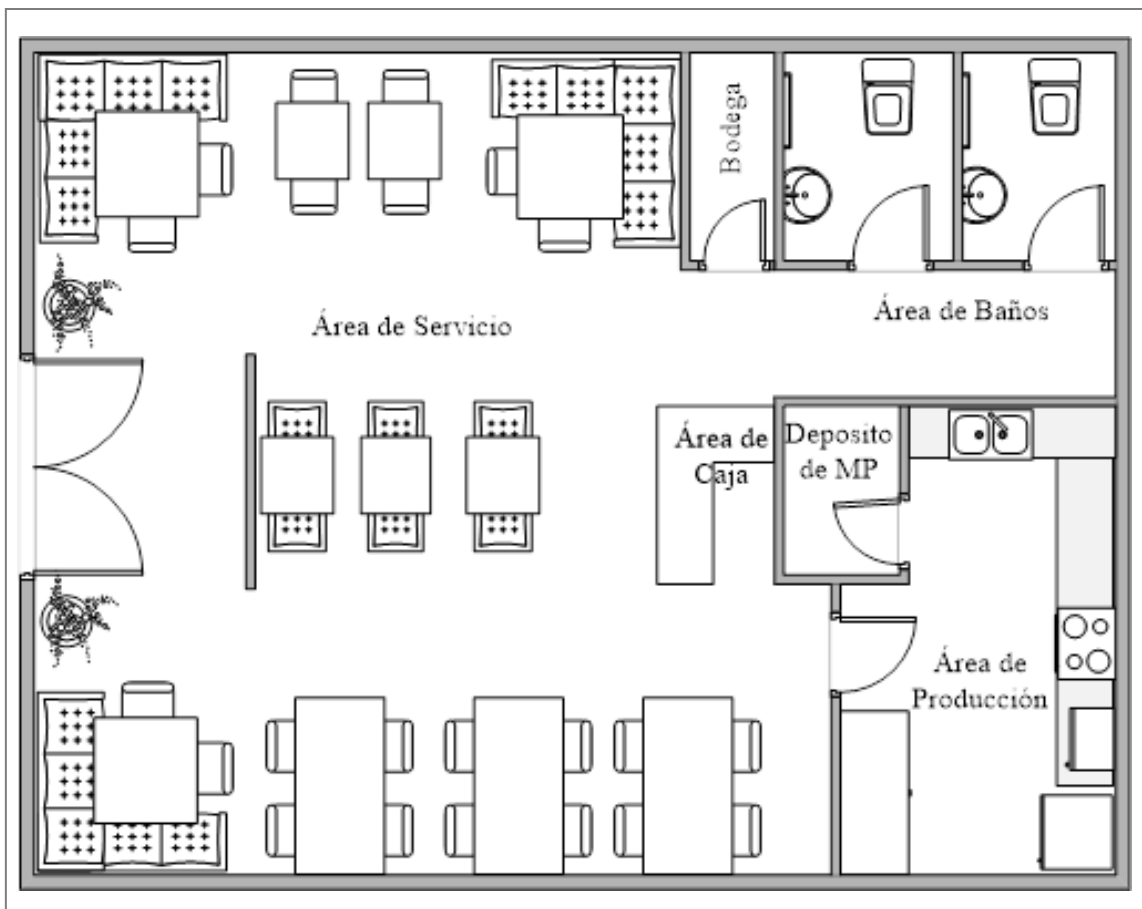 Bodega
Área de Servicio
Área de Baños
Área de
Caja
Deposito
de MP
Área de
Producción